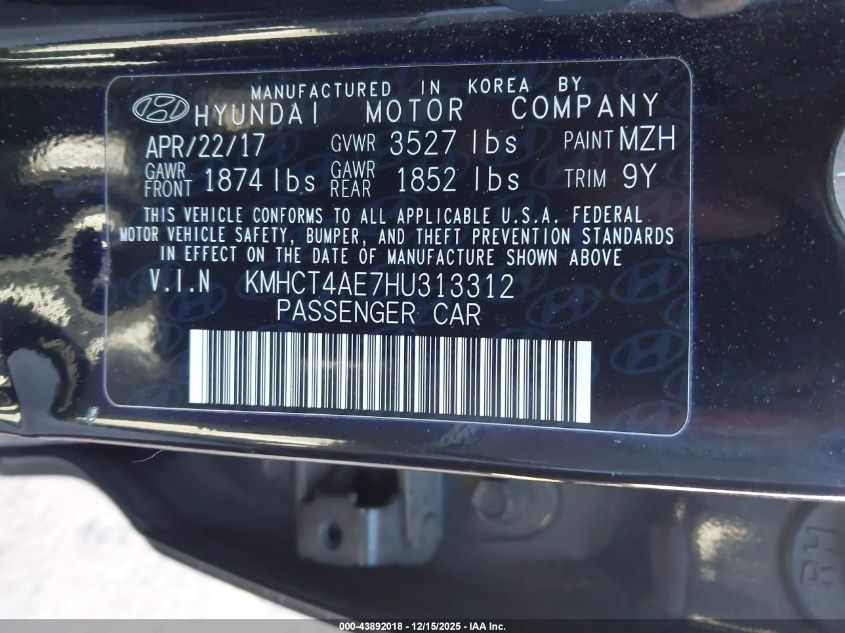 MANUFACTURED IN KOREA BY
HYUNDAI MOTOR COMPANY
APR/22/17 GVWR 3527 lbs PAINT MZH
GAWR FRONT 1874 lbs GAWR REAR 1852 lbs TRIM 9Y
THIS VEHICLE CONFORMS TO ALL APPLICABLE U.S.A. FEDERAL
MOTOR VEHICLE SAFETY, BUMPER, AND THEFT PREVENTION STANDARDS
IN EFFECT ON THE DATE OF MANUFACTURE SHOWN ABOVE
V.I.N KMHCT4AE7HU313312
PASSENGER CAR
RH
000-43892018 - 12/15/2025 - IAA Inc.